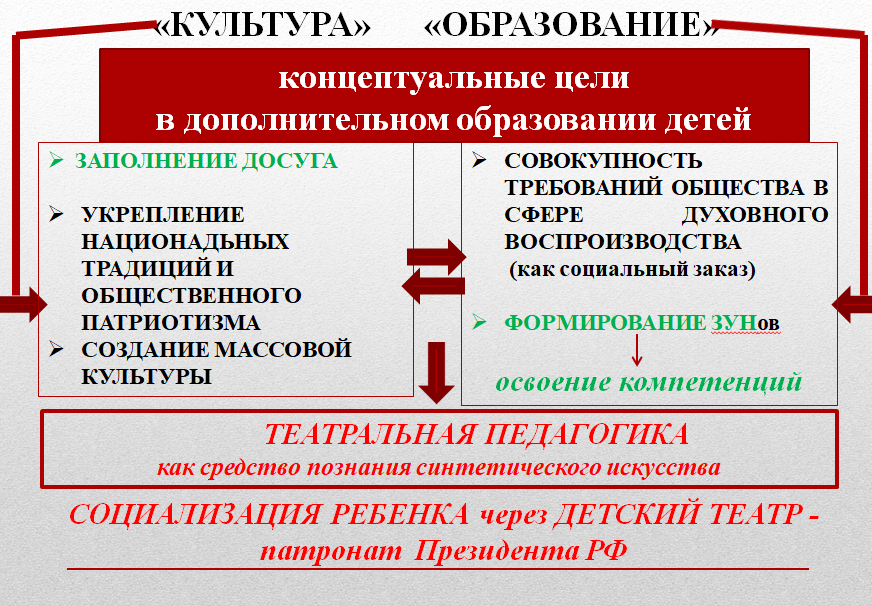 «КУЛЬТУРА» «ОБРАЗОВАНИЕ»
концептуальные цели
в дополнительном образовании детей
ЗАПОЛНЕНИЕ ДОСУГА
УКРЕПЛЕНИЕ
НАЦИОНАДЬНЫХ
ТРАДИЦИЙ И
ОБЩЕСТВЕННОГО
ПАТРИОТИЗМА
СОЗДАНИЕ МАССОВОЙ
КУЛЬТУРЫ
СОВОКУПНОСТЬ
ТРЕБОВАНИЙ ОБЩЕСТВА В
СФЕРЕ ДУХОВНОГО
ВОСПРОИЗВОДСТВА
(как социальный заказ)
ФОРМИРОВАНИЕ ЗУНов
освоение компетенций
ТЕАТРАЛЬНАЯ ПЕДАГОГИКА
как средство познания синтетического искусства
СОЦИАЛИЗАЦИЯ РЕБЕНКА через ДЕТСКИЙ ТЕАТР -
патронат Президента РФ